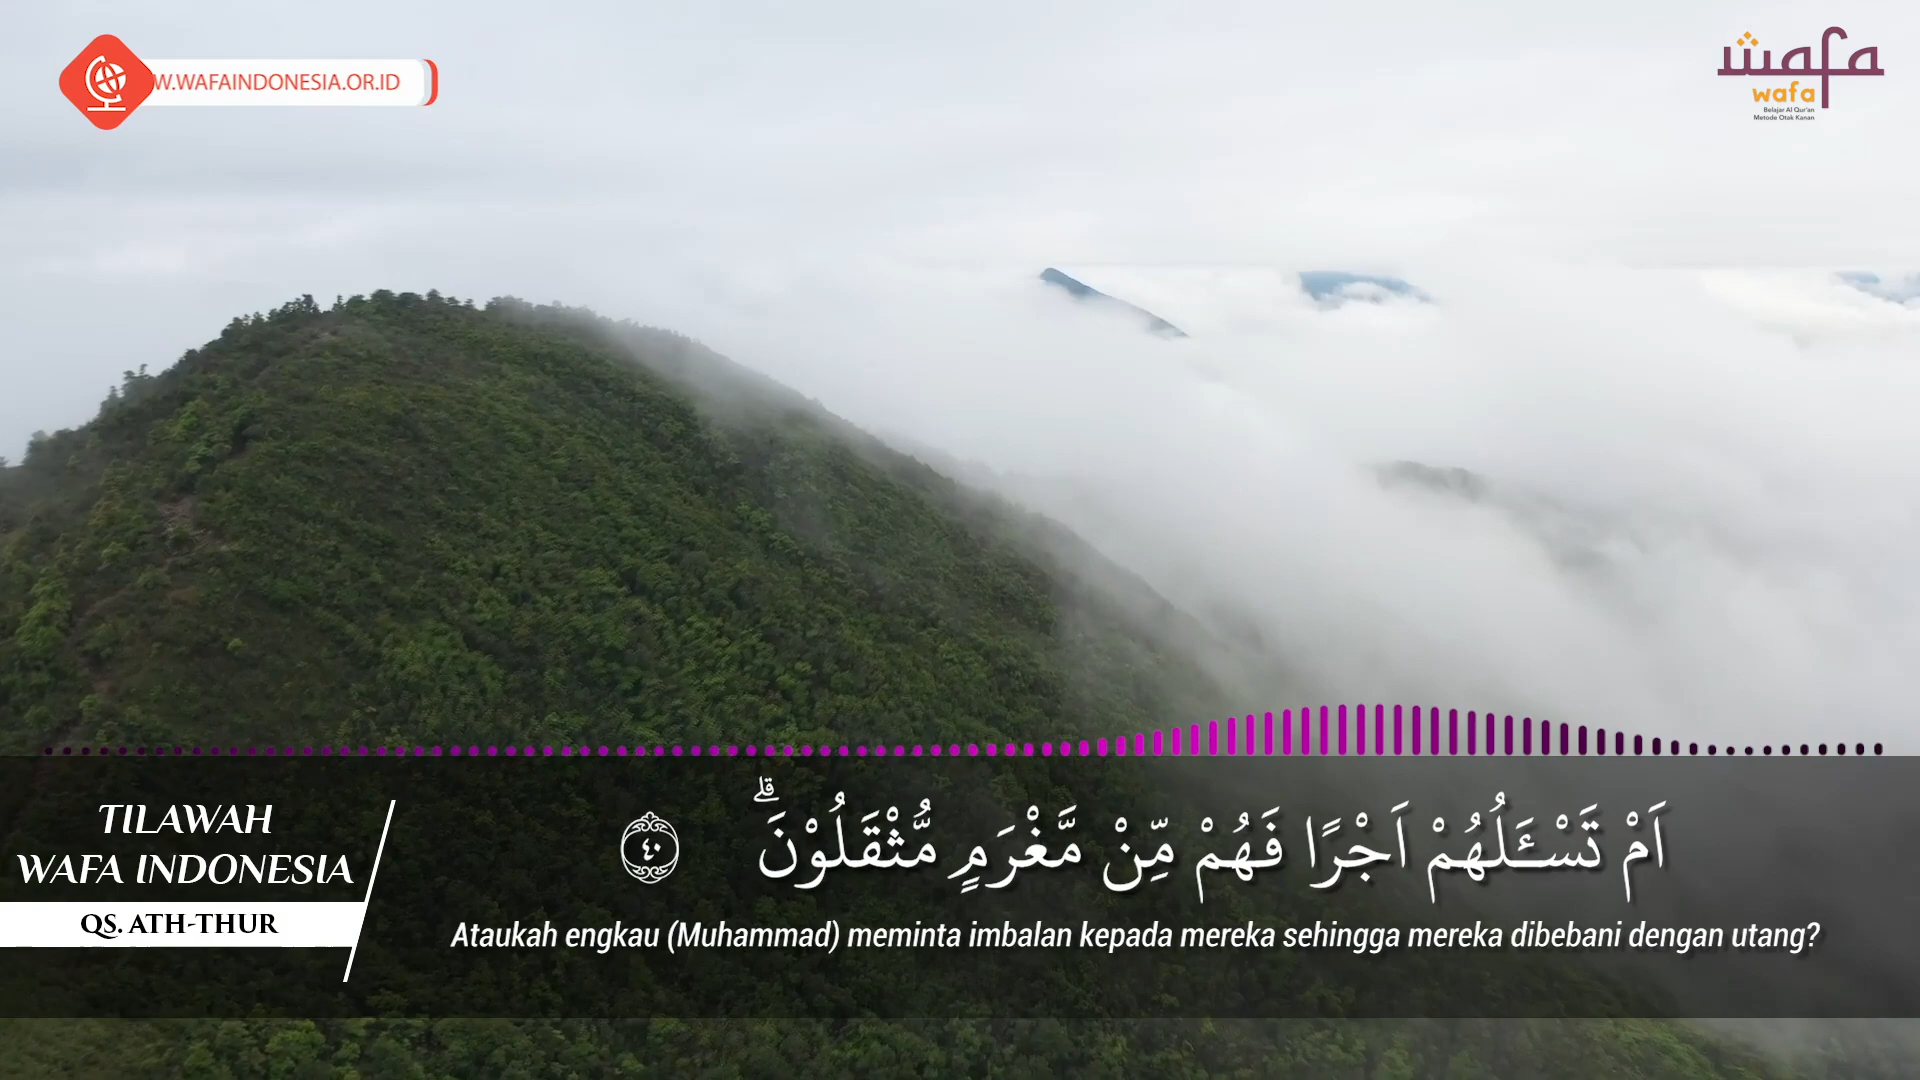 W.WAFAINDONESIA.OR.ID
wafa
wafa
Belajar Al Qur'an
Metode Otak Kanan
TILAWAH
WAFA INDONESIA
QS. ATH-THUR
اَمْ تَسْـَٔلُهُمْ اَجْرًا فَهُمْ مِّنْ مَّغْرَمٍ مُّثْقَلُوْنَۗ ٤٠
Ataukah engkau (Muhammad) meminta imbalan kepada mereka sehingga mereka dibebani dengan utang?